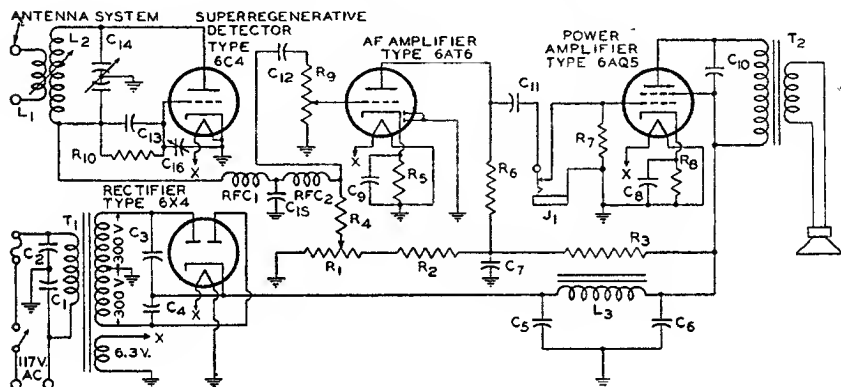 ANTENNA SYSTEM
SUPERREGENERATIVE
DETECTOR
TYPE
6C4
AF AMPLIFIER
TYPE 6AT6
POWER
AMPLIFIER
TYPE 6AQ5
L2
C14
L1
C13
R10
C16
X
C12
R9
C9
R5
X
C11
R6
R7
J1
X
C8
R8
C10
T2
RFC1
RFC2
C15
R4
RECTIFIER
TYPE 6X4
T1
C2
C1
300 V.
300 V.
C3
C4
X
X
6.3 V.
117 V.
AC
R1
R2
C7
R3
L3
C5
C6